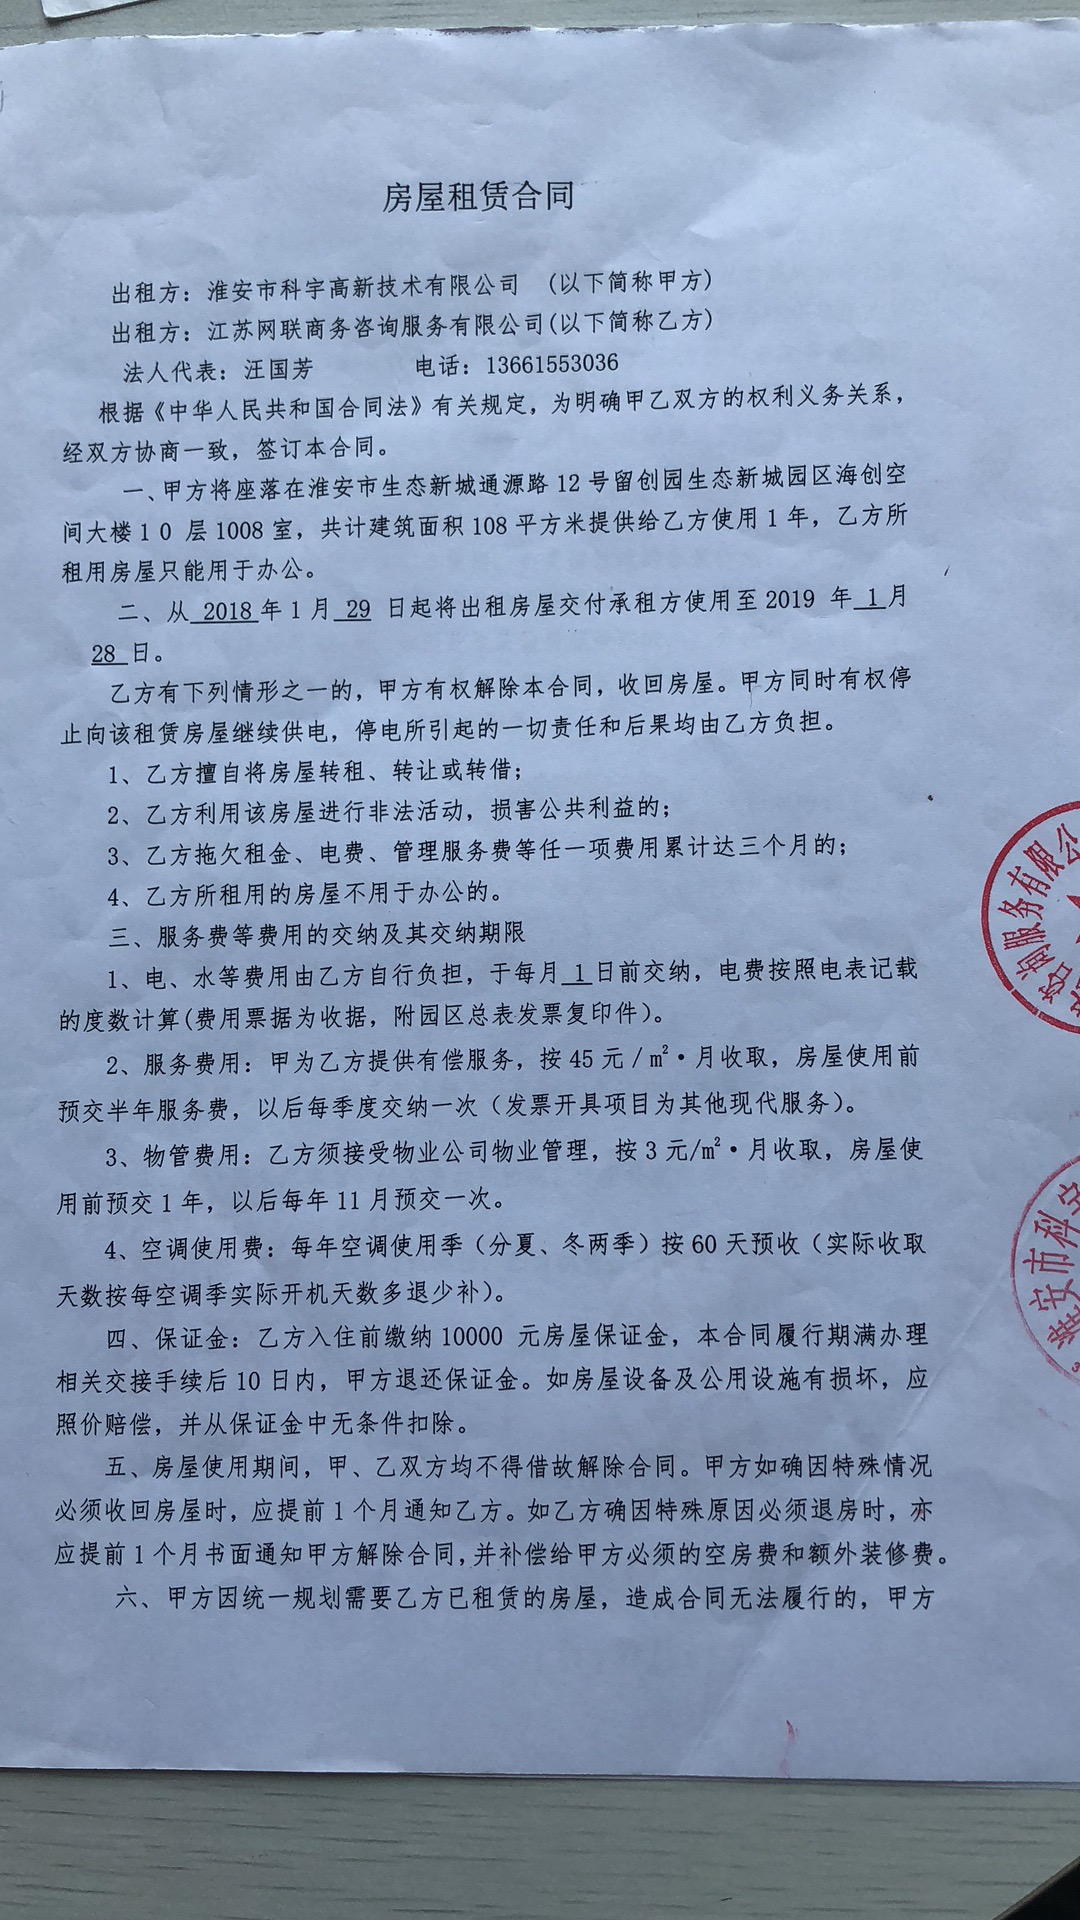 房屋租赁合同
出租方：淮安市科宇高新技术有限公司 （以下简称甲方）
出租方：江苏网联商务咨询服务有限公司（以下简称乙方）
法人代表：汪国芳 电话：13661553036
根据《中华人民共和国合同法》有关规定，为明确甲乙双方的权利义务关系，
经双方协商一致，签订本合同。
一、甲方将座落在淮安市生态新城通源路 12 号留创园生态新城园区海创空
间大楼１０ 层 1008 室，共计建筑面积 108 平方米提供给乙方使用 1 年，乙方所
租用房屋只能用于办公。
二、从 2018 年 1 月 29 日起将出租房屋交付承租方使用至 2019 年 1 月
28 日。
乙方有下列情形之一的，甲方有权解除本合同，收回房屋。甲方同时有权停
止向该租赁房屋继续供电，停电所引起的一切责任和后果均由乙方负担。
1、乙方擅自将房屋转租、转让或转借；
2、乙方利用该房屋进行非法活动，损害公共利益的；
3、乙方拖欠租金、电费、管理服务费等任一项费用累计达三个月的；
4、乙方所租用的房屋不用于办公的。
三、服务费等费用的交纳及其交纳期限
1、电、水等费用由乙方自行负担，于每月 1 日前交纳，电费按照电表记载
的度数计算（费用票据为收据，附园区总表发票复印件）。
2、服务费用：甲为乙方提供有偿服务，按 45 元／㎡·月收取，房屋使用前
预交半年服务费，以后每季度交纳一次（发票开具项目为其他现代服务）。
3、物管费用：乙方须接受物业公司物业管理，按 3 元/㎡·月收取，房屋使
用前预交 1 年，以后每年 11 月预交一次。
4、空调使用费：每年空调使用季（分夏、冬两季）按 60 天预收（实际收取
天数按每空调季实际开机天数多退少补）。
四、保证金：乙方入住前缴纳 10000 元房屋保证金，本合同履行期满办理
相关交接手续后 10 日内，甲方退还保证金。如房屋设备及公用设施有损坏，应
照价赔偿，并从保证金中无条件扣除。
五、房屋使用期间，甲、乙双方均不得借故解除合同。甲方如确因特殊情况
必须收回房屋时，应提前 1 个月通知乙方。如乙方确因特殊原因必须退房时，亦
应提前 1 个月书面通知甲方解除合同，并补偿给甲方必须的空房费和额外装修费。
六、甲方因统一规划需要乙方已租赁的房屋，造成合同无法履行的，甲方
咨询服务有限公
淮安市科